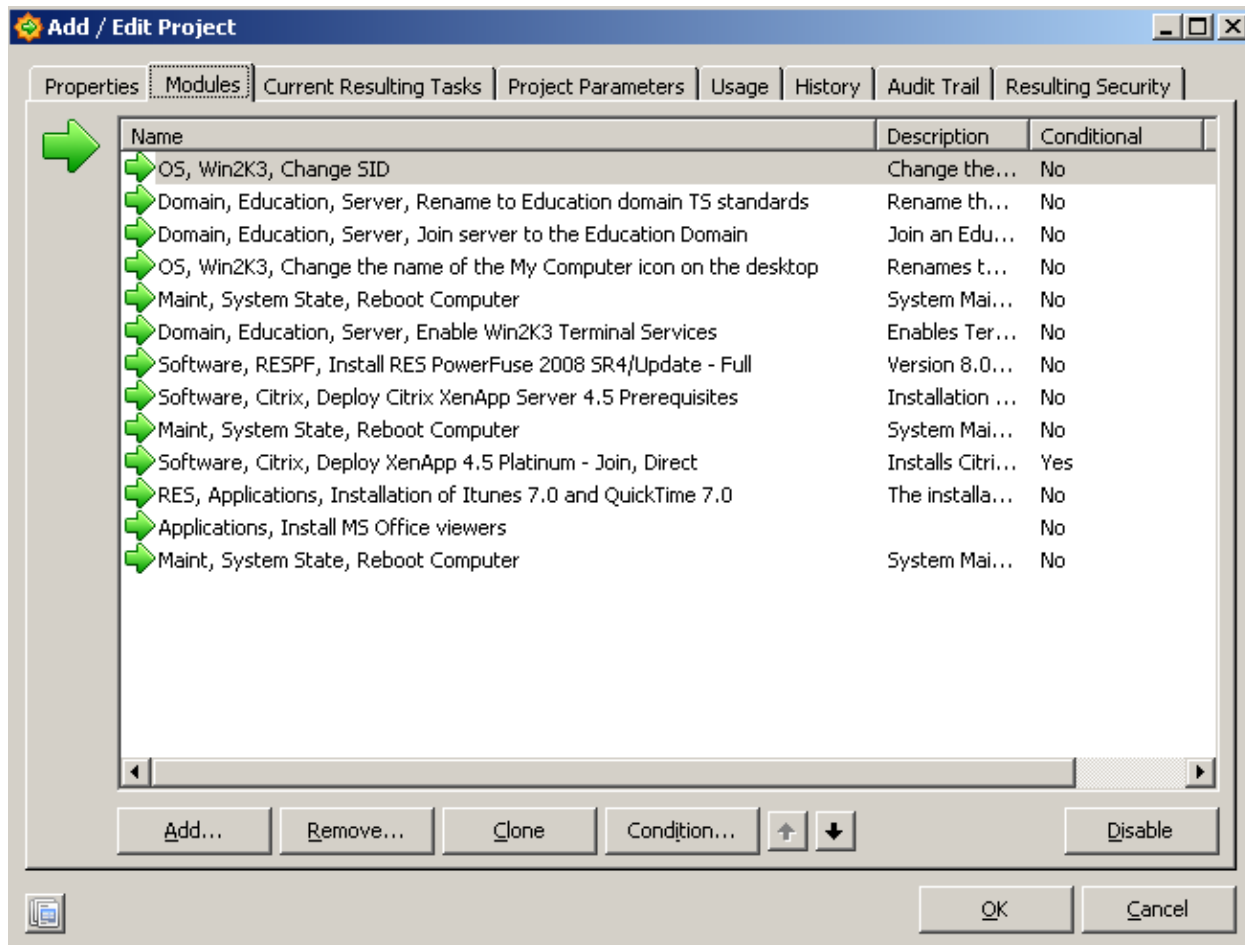 Add / Edit Project
Properties Modules Current Resulting Tasks Project Parameters Usage History Audit Trail Resulting Security
Name Description Conditional
OS, Win2K3, Change SID Change the... No
Domain, Education, Server, Rename to Education domain TS standards Rename th... No
Domain, Education, Server, Join server to the Education Domain Join an Edu... No
OS, Win2K3, Change the name of the My Computer icon on the desktop Renames t... No
Maint, System State, Reboot Computer System Mai... No
Domain, Education, Server, Enable Win2K3 Terminal Services Enables Ter... No
Software, RESPF, Install RES PowerFuse 2008 SR4/Update - Full Version 8.0... No
Software, Citrix, Deploy Citrix XenApp Server 4.5 Prerequisites Installation ... No
Maint, System State, Reboot Computer System Mai... No
Software, Citrix, Deploy XenApp 4.5 Platinum - Join, Direct Installs Citri... Yes
RES, Applications, Installation of Itunes 7.0 and QuickTime 7.0 The installa... No
Applications, Install MS Office viewers No
Maint, System State, Reboot Computer System Mai... No
Add... Remove... Clone Condition... Disable
OK Cancel